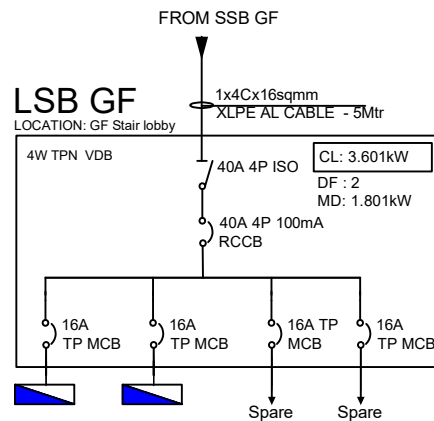 FROM SSB GF
1x4Cx16sqmm
XLPE AL CABLE - 5Mtr
LSB GF
LOCATION: GF Stair lobby
4W TPN VDB
40A 4P ISO
CL: 3.601kW
DF : 2
MD: 1.801kW
40A 4P 100mA
RCCB
16A
TP MCB
16A
TP MCB
16A TP
MCB
16A
TP MCB
Spare
Spare